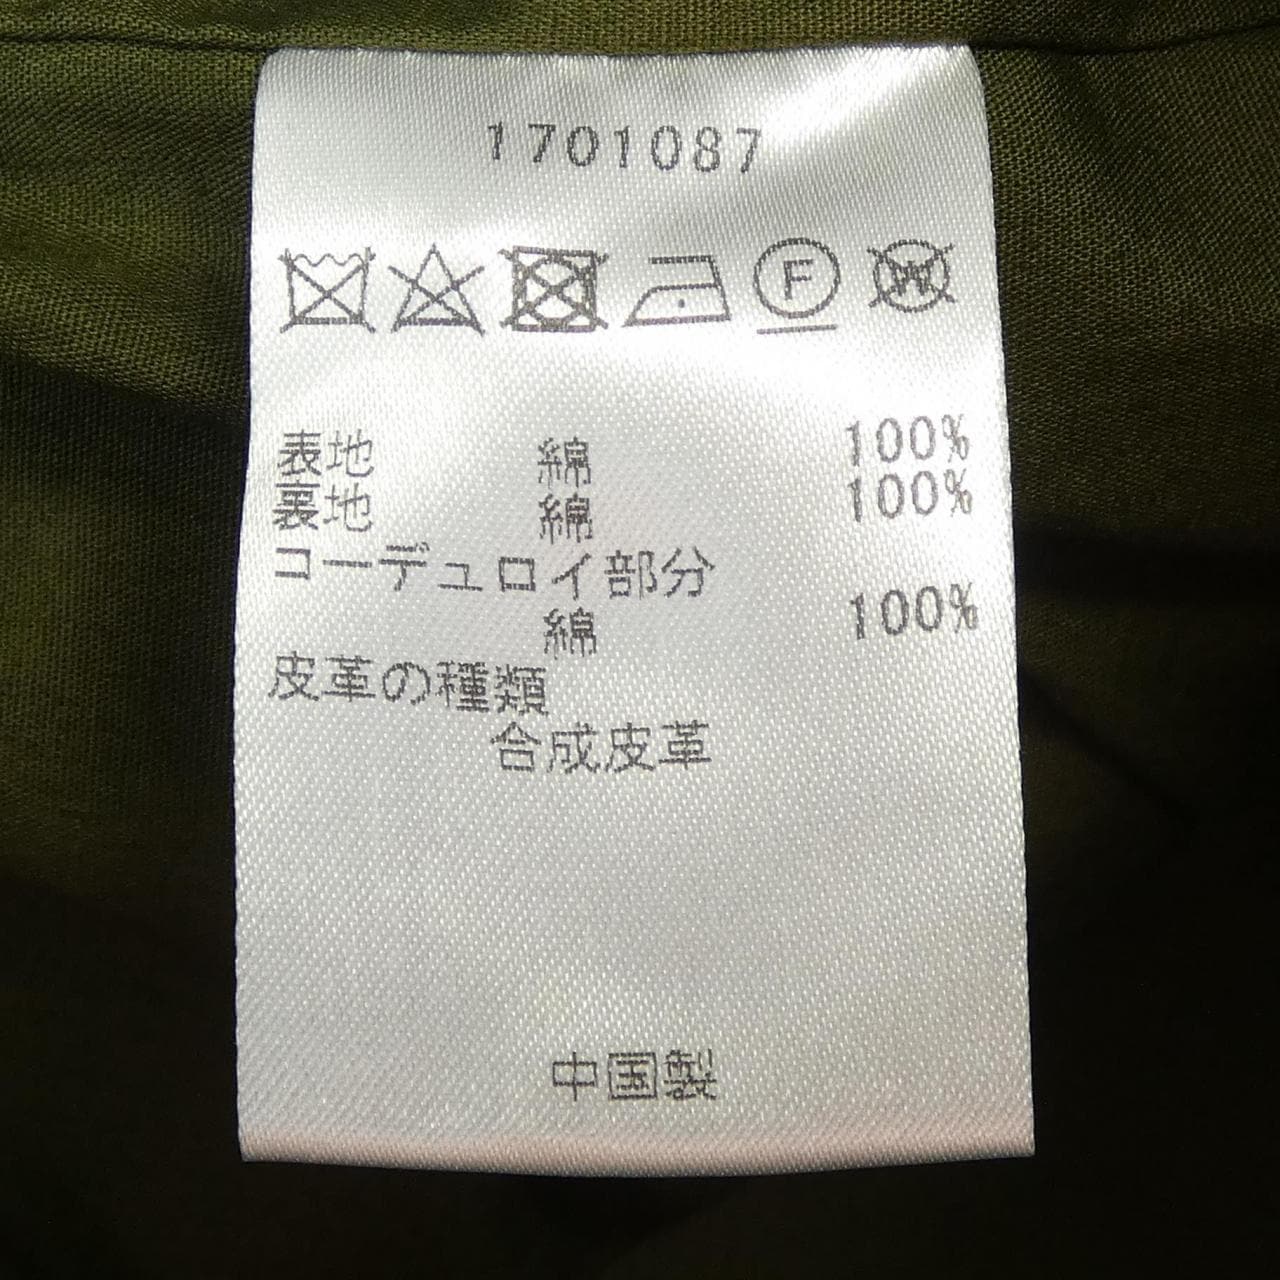 1701087
F W
表地 綿 100%
裏地 綿 100%
コーデュロイ部分
綿 100%
皮革の種類
合成皮革
中国製